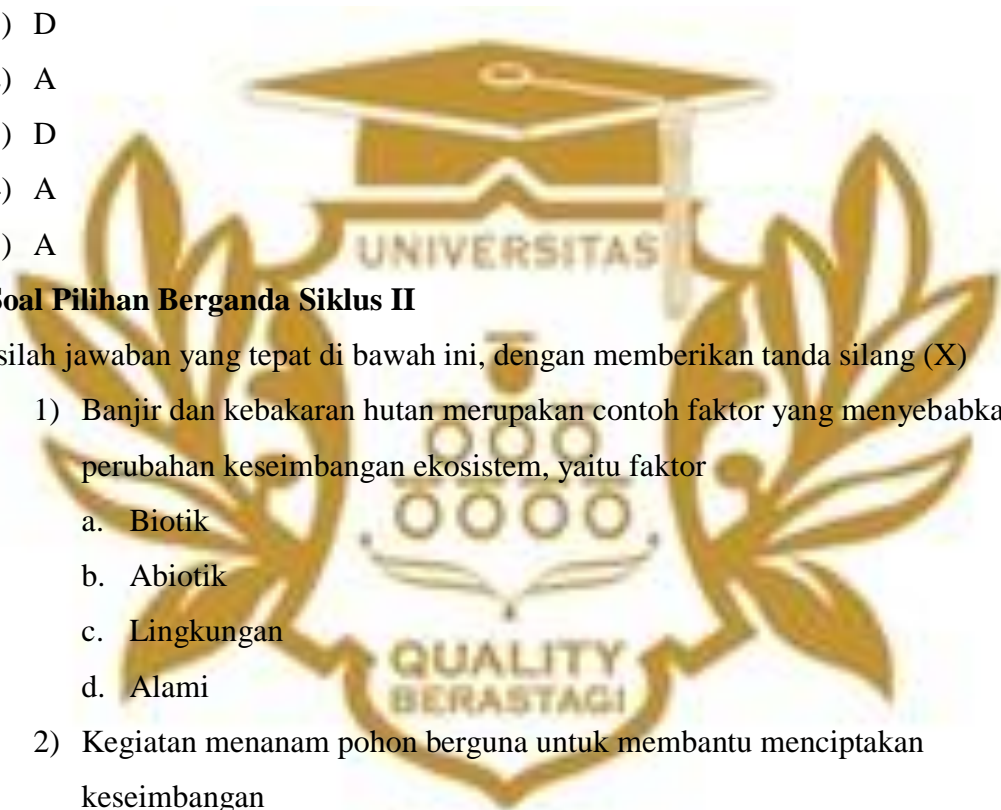 ) D
) A
) D
) A
) A
UNIVERSITAS
Soal Pilihan Berganda Siklus II
silah jawaban yang tepat di bawah ini, dengan memberikan tanda silang (X)
1) Banjir dan kebakaran hutan merupakan contoh faktor yang menyebabka
perubahan keseimbangan ekosistem, yaitu faktor
a. Biotik
b. Abiotik
c. Lingkungan
d. Alami
QUALITY
BERASTAGI
2) Kegiatan menanam pohon berguna untuk membantu menciptakan
keseimbangan